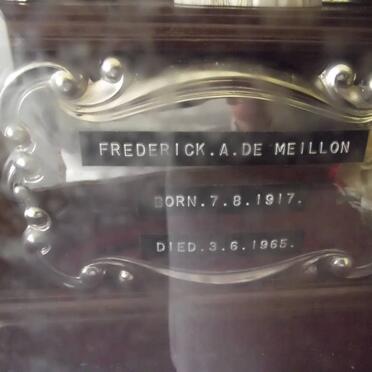 FREDERICK.A.DE MEILLON
BORN.7.8.1917.
DIED.3.6.1965.